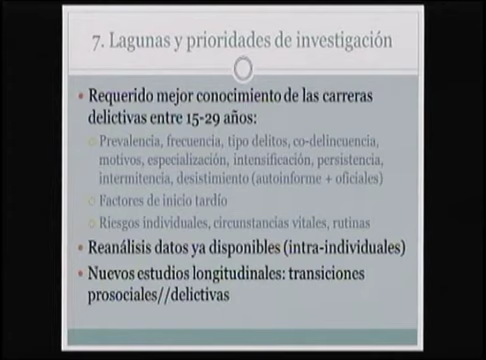 7. Lagunas y prioridades de investigación
• Requerido mejor conocimiento de las carreras
delictivas entre 15-29 años:
Prevalencia, frecuencia, tipo delitos, co-delincuencia,
motivos, especialización, intensificación, persistencia,
intermitencia, desistimiento (autoinforme + oficiales)
Factores de inicio tardío
Riesgos individuales, circunstancias vitales, rutinas
• Reanálisis datos ya disponibles (intra-individuales)
• Nuevos estudios longitudinales: transiciones
prosociales//delictivas